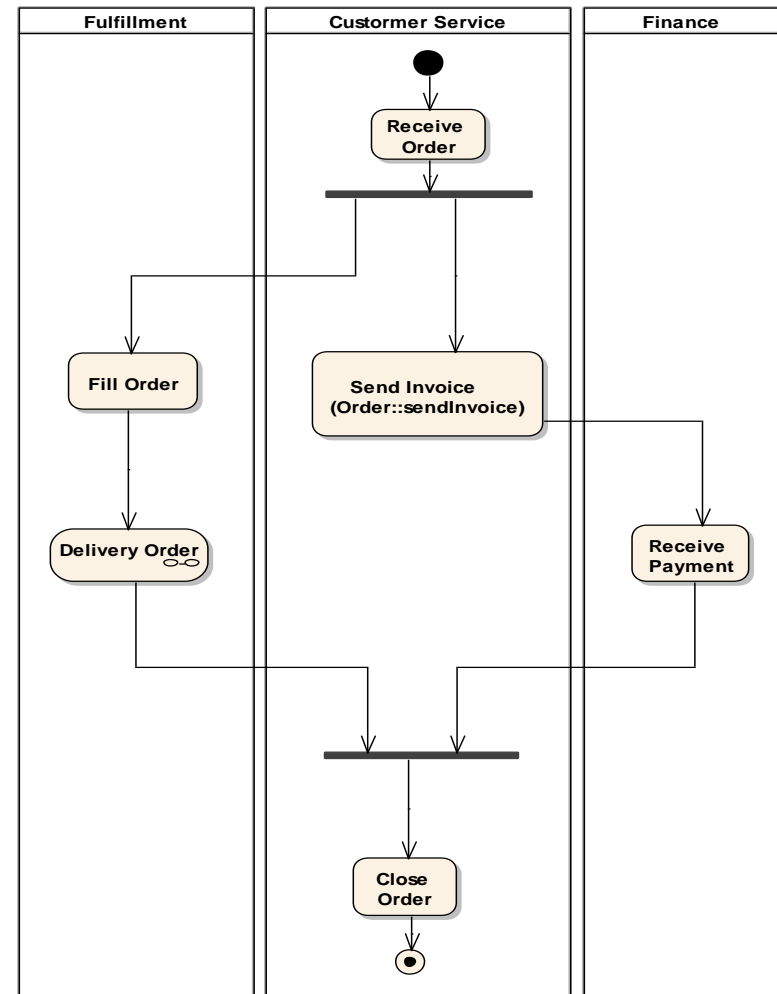 Fulfillment
Custormer Service
Finance
Receive
Order
Fill Order
Send Invoice
(Order::sendInvoice)
Delivery Order
Receive
Payment
Close
Order